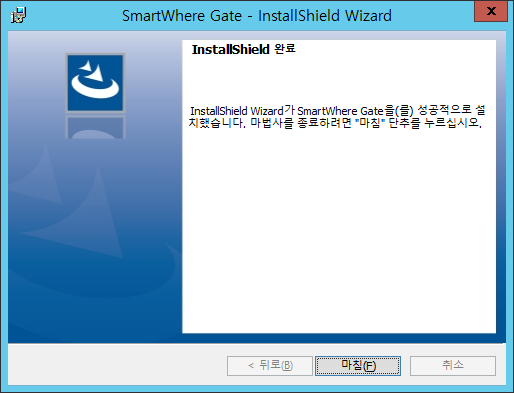 SmartWhere Gate - InstallShield Wizard
InstallShield 완료
InstallShield Wizard가 SmartWhere Gate을(를) 성공적으로 설
치했습니다. 마법사를 종료하려면 "마침" 단추를 누르십시오.
< 뒤로(B) 마침(F) 취소